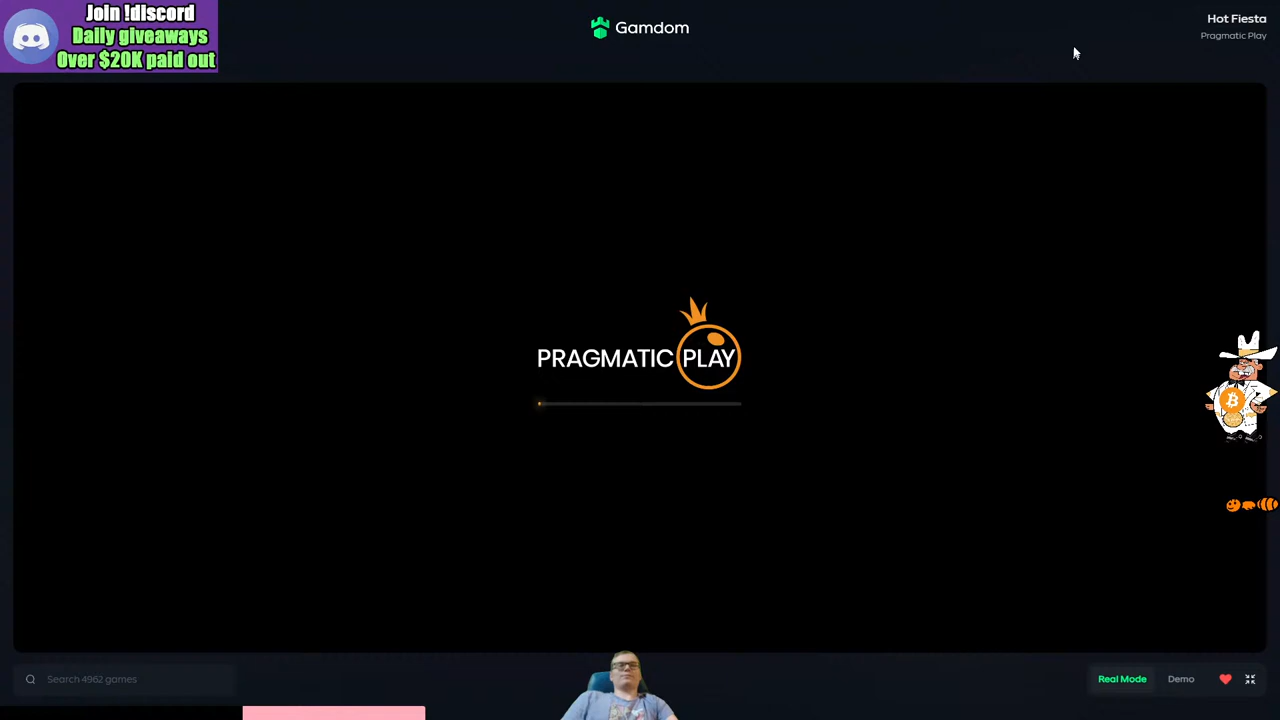 Join !discord
Daily giveaways
Over $20K paid out
Gamdom
Hot Fiesta
Pragmatic Play
PRAGMATIC PLAY
Search 4962 games
Real Mode
Demo